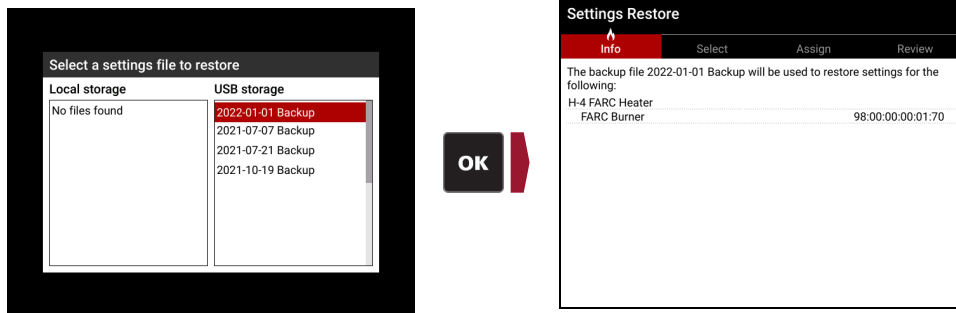 Select a settings file to restore
Local storage
USB storage
No files found
2022-01-01 Backup
2021-07-07 Backup
2021-07-21 Backup
2021-10-19 Backup
OK
Settings Restore
Info
Select
Assign
Review
The backup file 2022-01-01 Backup will be used to restore settings for the
following:
H-4 FARC Heater
FARC Burner 98:00:00:00:01:70